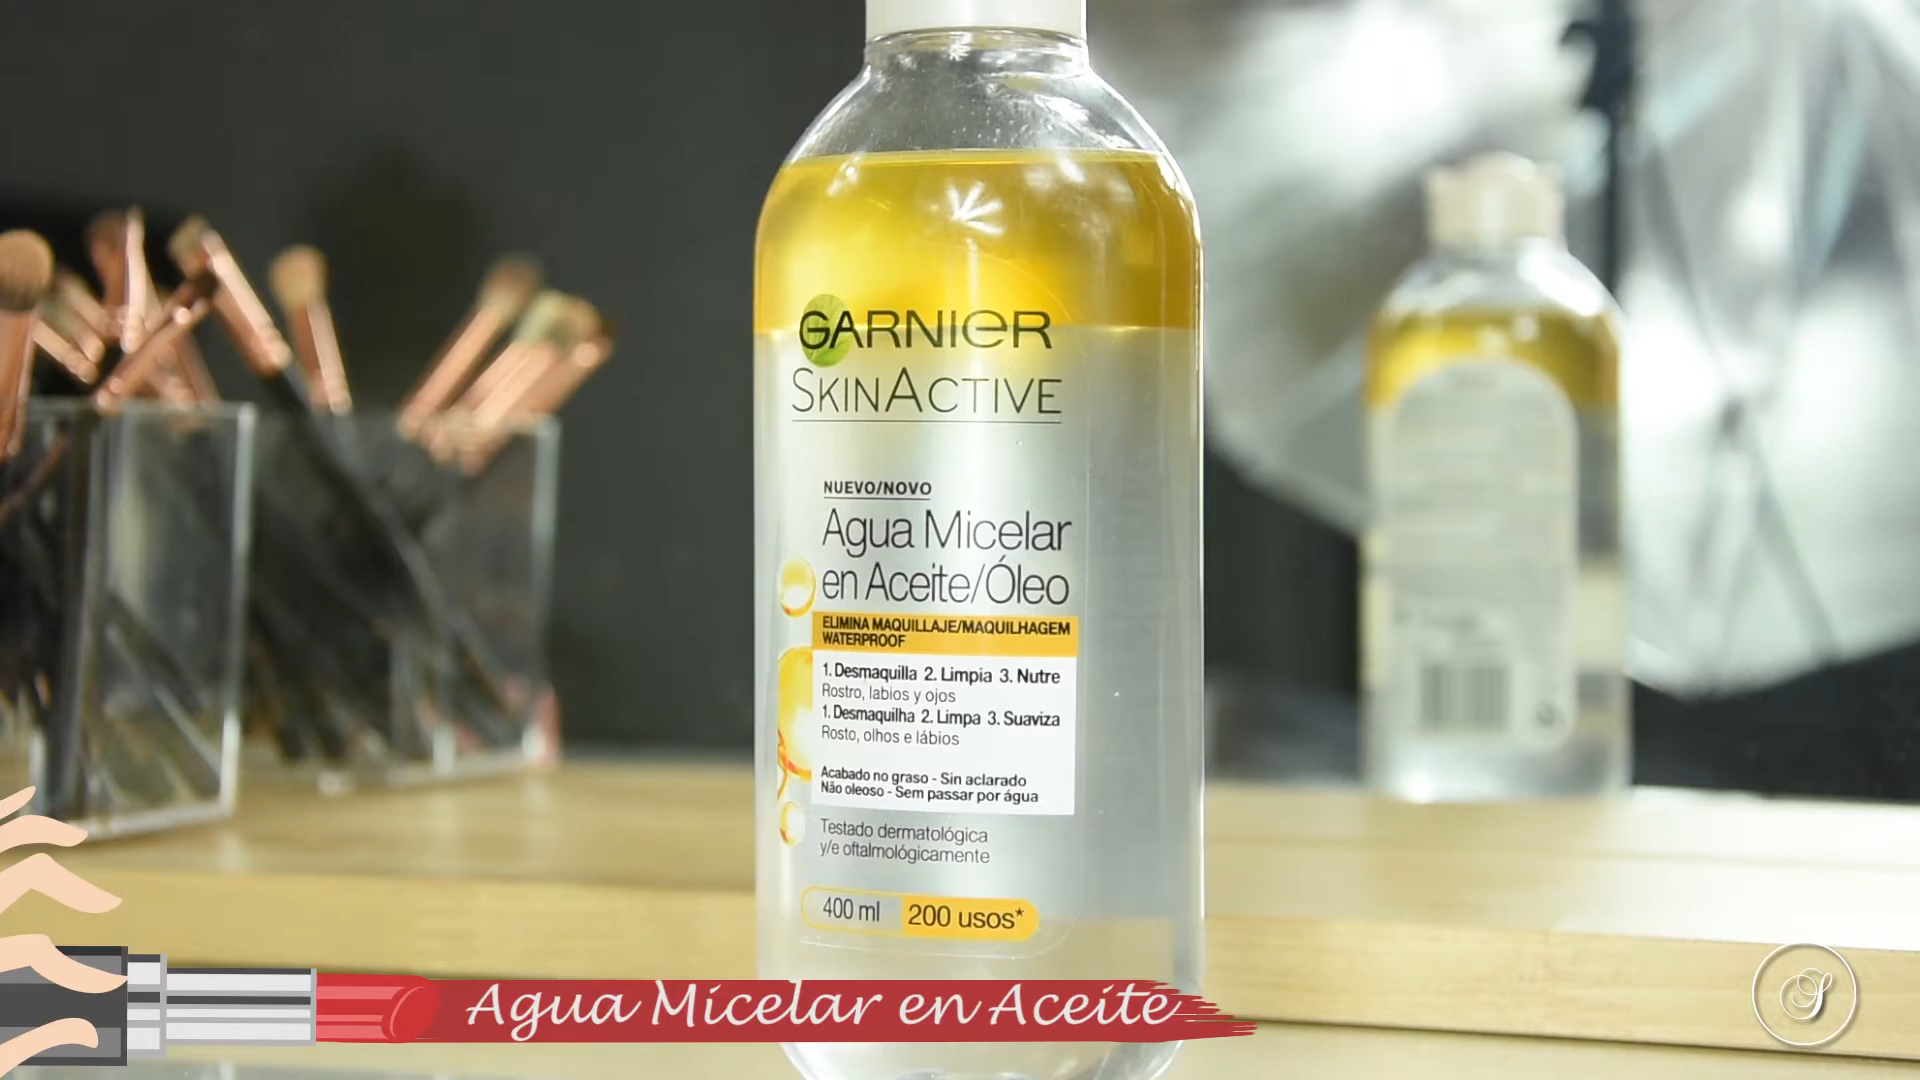 GARNIER
SKINACTIVE
NUEVO/NOVO
Agua Micelar
en Aceite/Óleo
ELIMINA MAQUILLAJE/MAQUILHAGEM
WATERPROOF
1. Desmaquilla 2. Limpia 3. Nutre
Rostro, labios y ojos
1. Desmaquilha 2. Limpa 3. Suaviza
Rosto, olhos e lábios
Acabado no graso - Sin aclarado
Não oleoso - Sem passar por água
Testado dermatológica
y/e oftalmológicamente
400 ml 200 usos*
Agua Micelar en Aceite
S